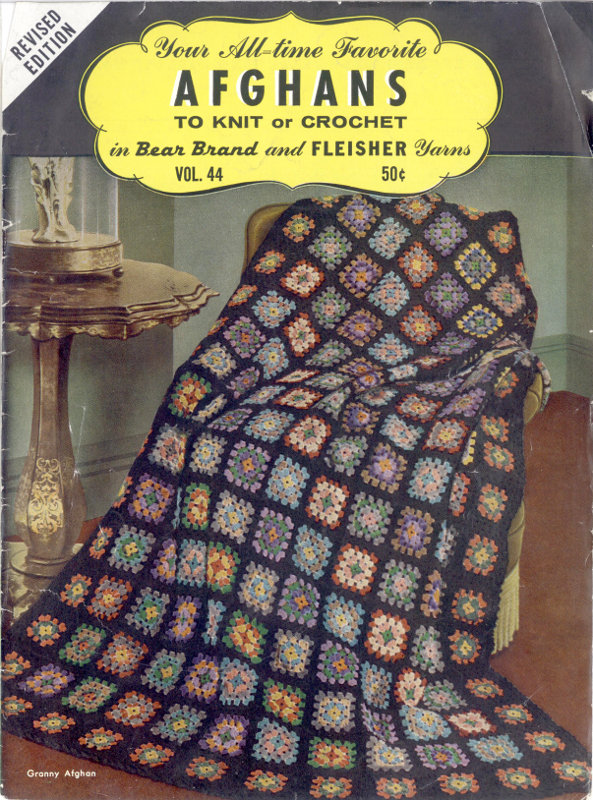 REVISED
EDITION
Your All-time Favorite
AFGHANS
TO KNIT or CROCHET
in Bear Brand and FLEISHER Yarns
VOL. 44 50¢
Granny Afghan